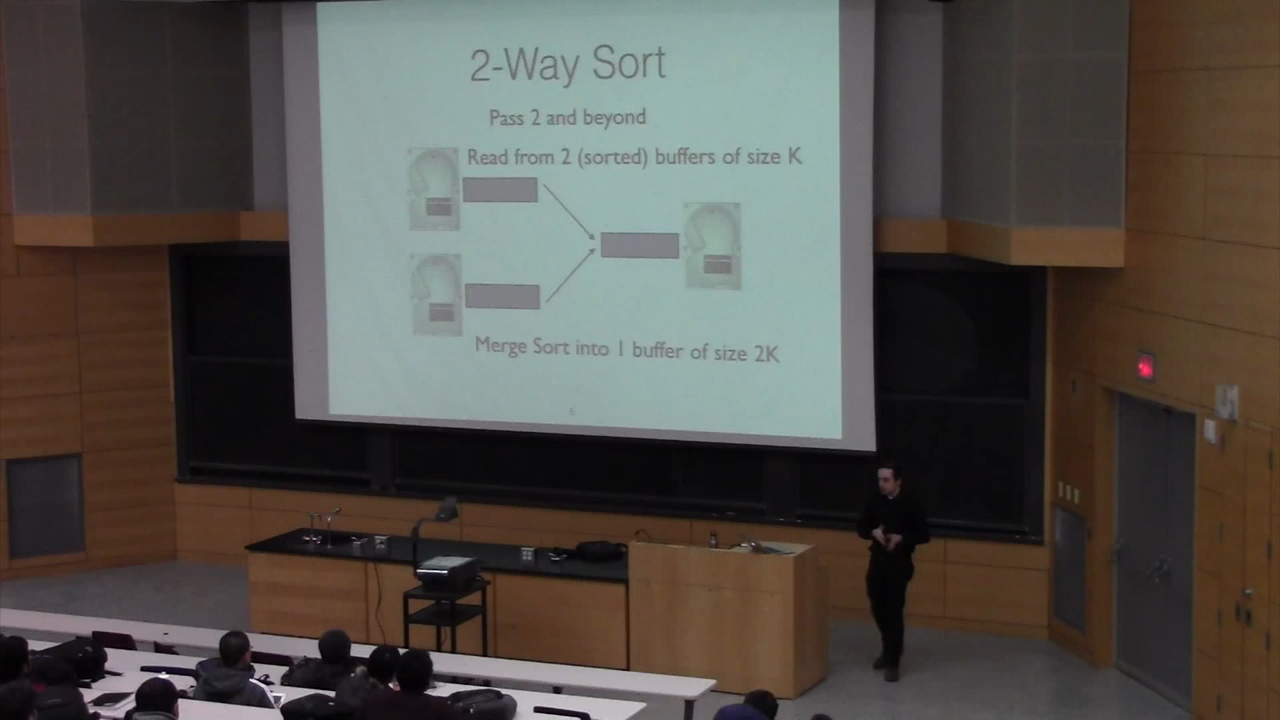 2-Way Sort
Pass 2 and beyond
Read from 2 (sorted) buffers of size K
Merge Sort into 1 buffer of size 2K